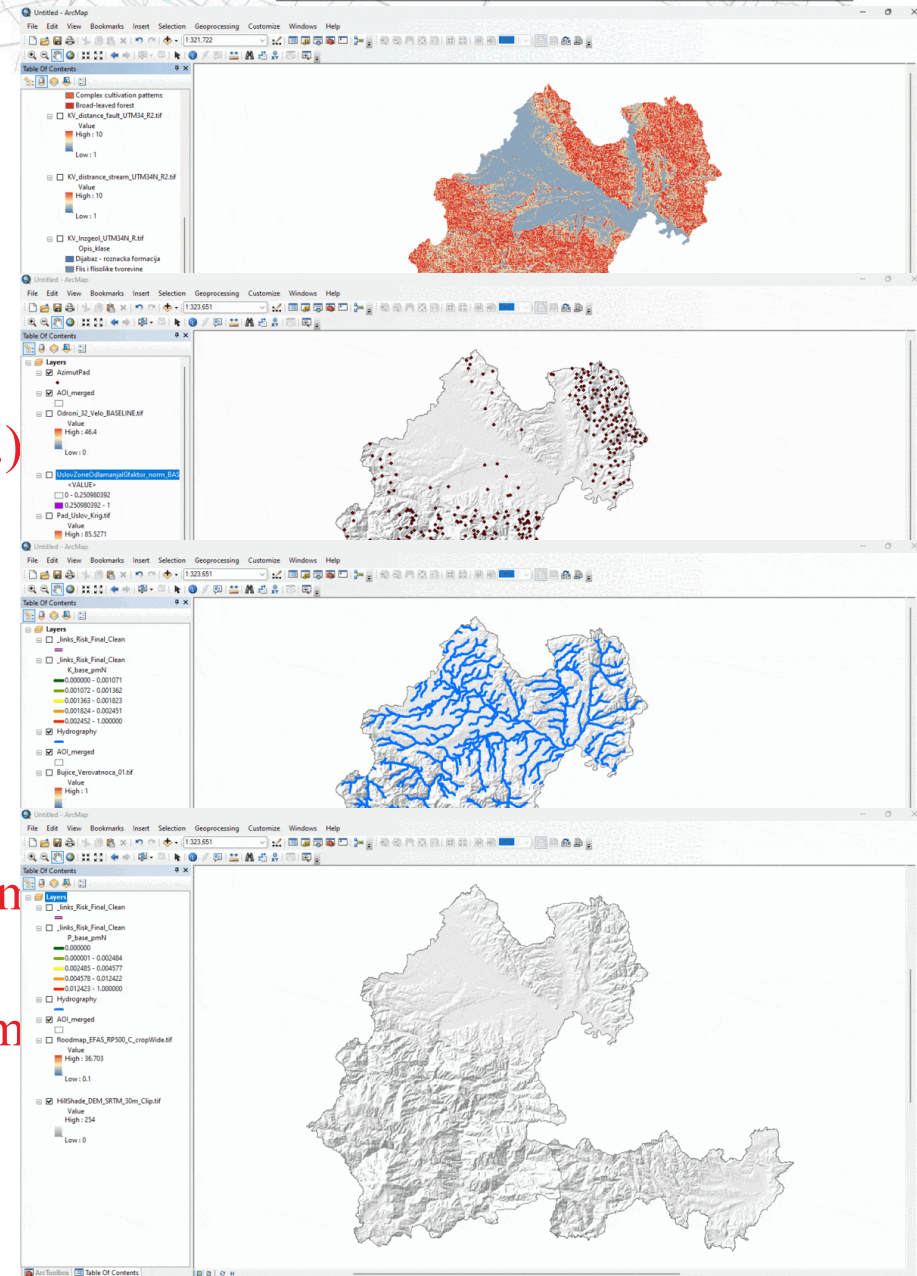 Untitled - ArcMap
File Edit View Bookmarks Insert Selection Geoprocessing Customize Windows Help
1:321,722
Table Of Contents
Complex cultivation patterns
Broad-leaved forest
KV_distance_fault_UTM34_R2.tif
Value
High : 10
Low : 1
KV_distrance_stream_UTM34N_R2.tif
Value
High : 10
Low : 1
KV_Inzgeol_UTM34N_R.tif
Opis_klase
Dijabaz - roznacka formacija
Flis i flisolike tvorevine
Untitled - ArcMap
File Edit View Bookmarks Insert Selection Geoprocessing Customize Windows Help
1:323,651
Table Of Contents
Layers
AzimutPad
AOI_merged
Odroni_32_Velo_BASELINE.tif
Value
High : 46.4
Low : 0
)
UslovZoneOdlamanjaIGfaktor_norm_BAS
<VALUE>
0 - 0.250980392
0.250980392 - 1
Pad_Uslov_Krig.tif
Value
High : 85.5271
Untitled - ArcMap
File Edit View Bookmarks Insert Selection Geoprocessing Customize Windows Help
1:323,651
Table Of Contents
Layers
_links_Risk_Final_Clean
_links_Risk_Final_Clean
K_base_prnN
0.000000 - 0.001071
0.001072 - 0.001362
0.001363 - 0.001823
0.001824 - 0.002451
0.002452 - 1.000000
Hydrography
AOI_merged
Bujice_Verovatnoca_01.tif
Value
High : 1
Untitled - ArcMap
File Edit View Bookmarks Insert Selection Geoprocessing Customize Windows Help
1:323,651
Table Of Contents
Layers
_links_Risk_Final_Clean
_links_Risk_Final_Clean
P_base_prnN
0.000000
0.000001 - 0.002484
0.002485 - 0.004577
0.004578 - 0.012422
0.012423 - 1.000000
Hydrography
AOI_merged
floodmap_EFAS_RP500_C_cropWide.tif
Value
High : 36.703
Low : 0.1
HillShade_DEM_SRTM_30m_Clip.tif
Value
High : 254
Low : 0
ArcToolbox Table Of Contents